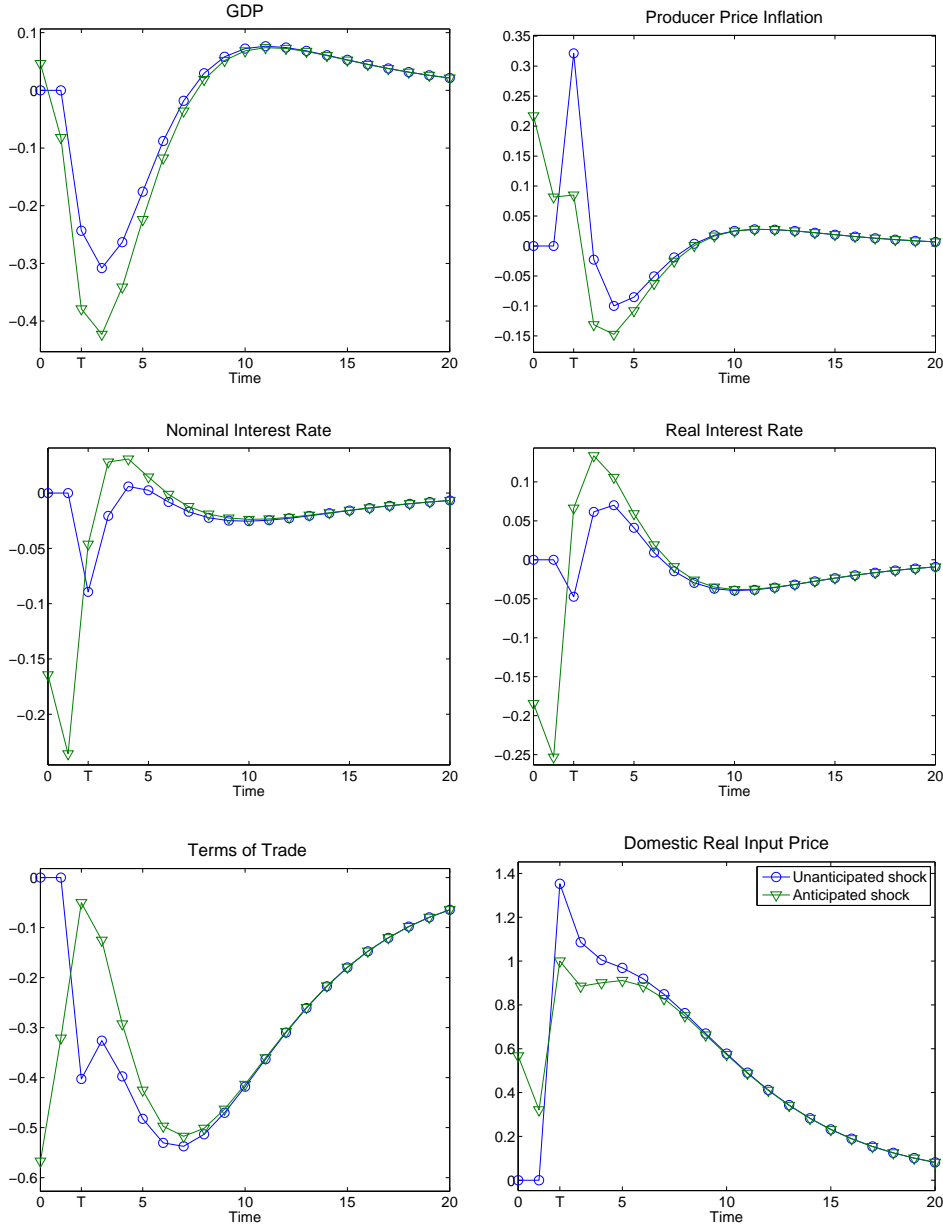 GDP
0.1
0
−0.1
−0.2
−0.3
−0.4
0 T 5 10 15 20
Time
Producer Price Inflation
0.35
0.3
0.25
0.2
0.15
0.1
0.05
0
−0.05
−0.1
−0.15
0 T 5 10 15 20
Time
Nominal Interest Rate
0
−0.05
−0.1
−0.15
−0.2
0 T 5 10 15 20
Time
Real Interest Rate
0.1
0.05
0
−0.05
−0.1
−0.15
−0.2
−0.25
0 T 5 10 15 20
Time
Terms of Trade
0
−0.1
−0.2
−0.3
−0.4
−0.5
−0.6
0 T 5 10 15 20
Time
Domestic Real Input Price
Unanticipated shock
Anticipated shock
1.4
1.2
1
0.8
0.6
0.4
0.2
0
0 T 5 10 15 20
Time